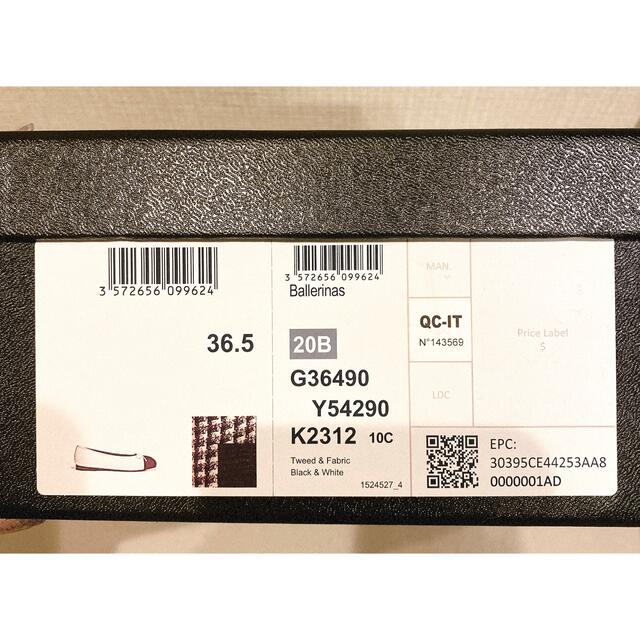 3 572656 099624
36.5
3 572656 099624
Ballerinas
20B
G36490
Y54290
K2312 10C
Tweed & Fabric
Black & White
1524527_4
MAN.
QC-IT
N°143569
LDC
Price Label
$
EPC:
30395CE44253AA8
0000001AD